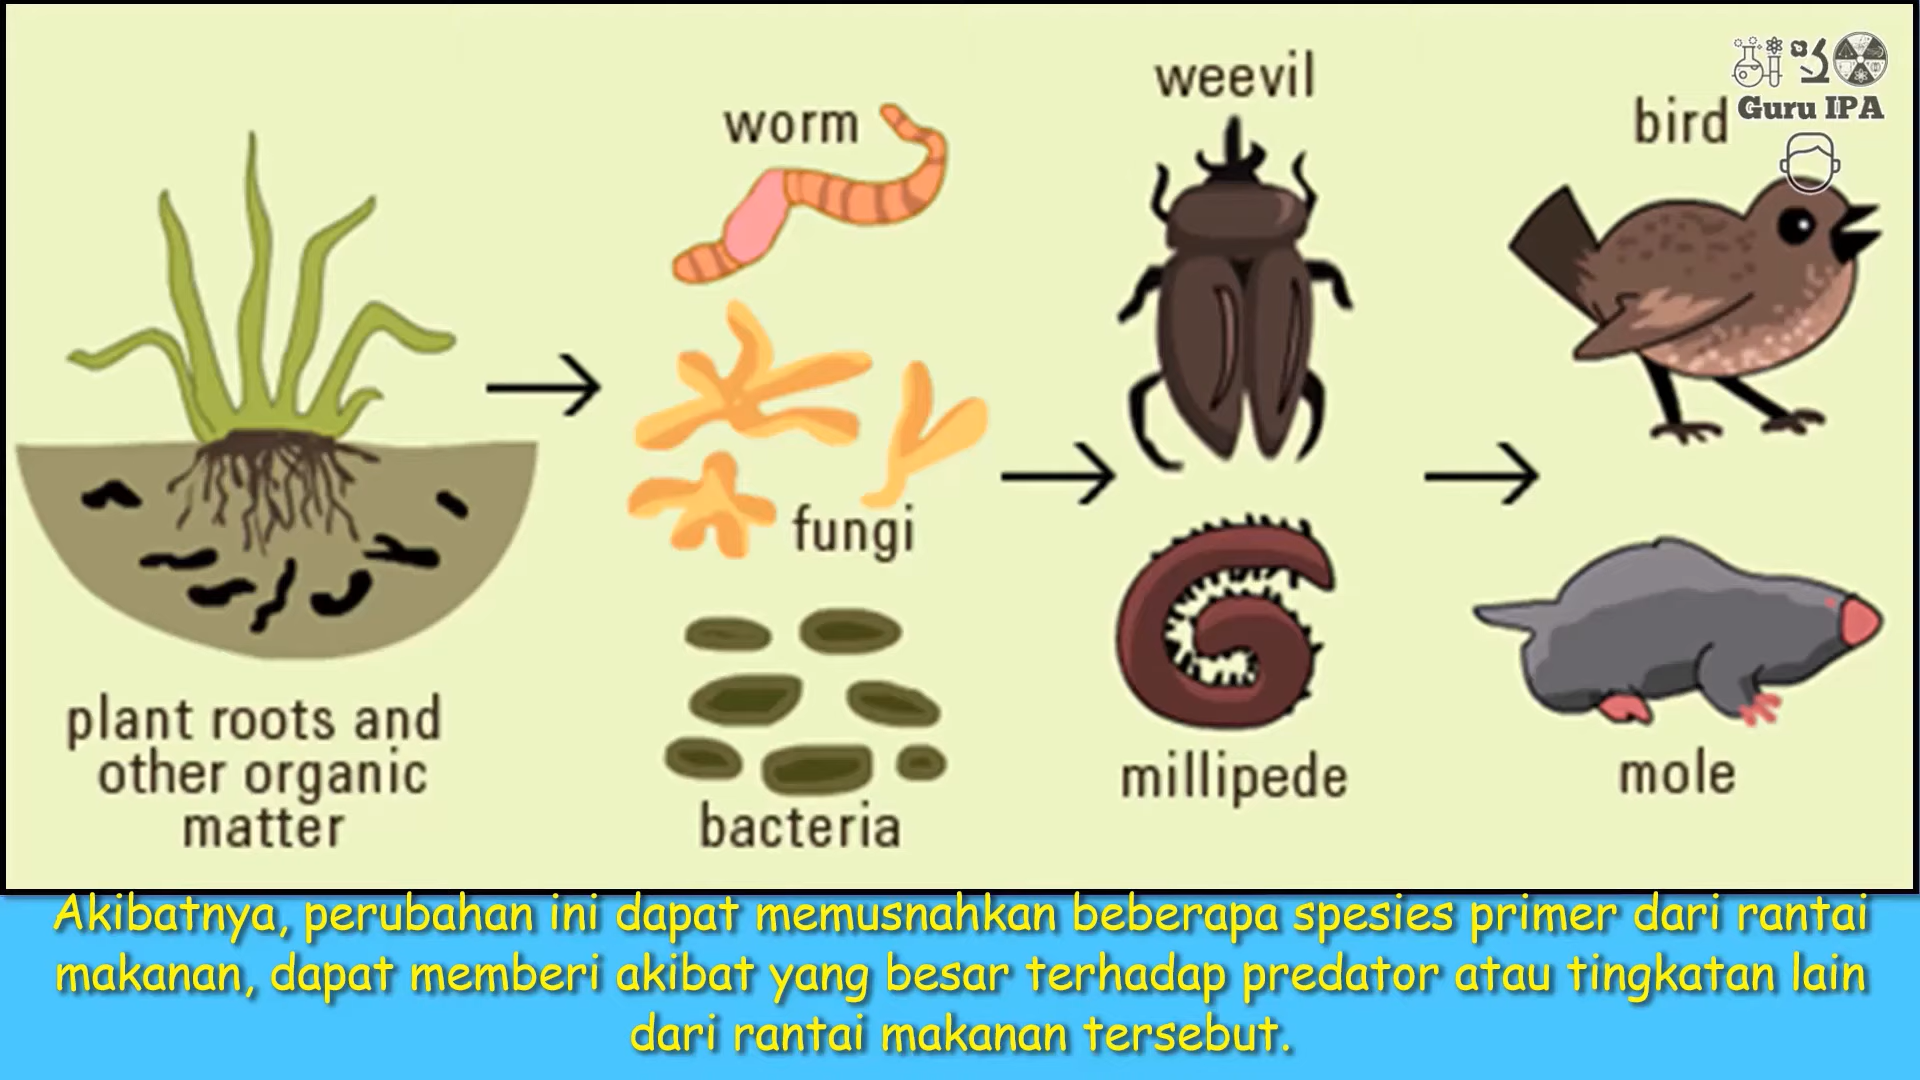 weevil
worm
bird
Guru IPA
fungi
plant roots and
other organic
matter
bacteria
millipede
mole
Akibatnya, perubahan ini dapat memusnahkan beberapa spesies primer dari rantai
makanan, dapat memberi akibat yang besar terhadap predator atau tingkatan lain
dari rantai makanan tersebut.